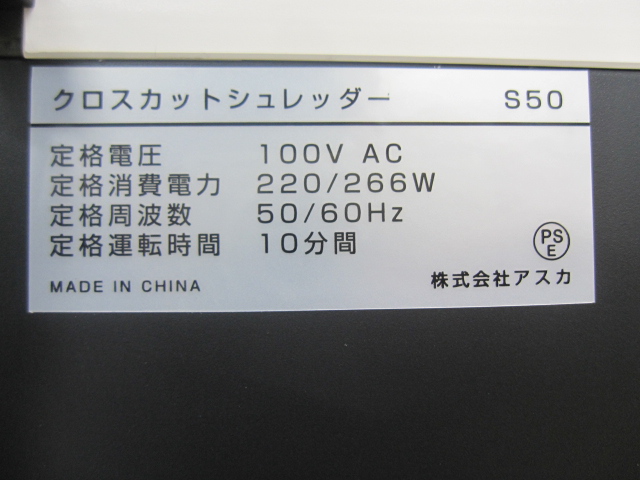 クロスカットシュレッダー S50
定格電圧 100V AC
定格消費電力 220/266W
定格周波数 50/60Hz
定格運転時間 10分間
PS
E
MADE IN CHINA 株式会社アスカ